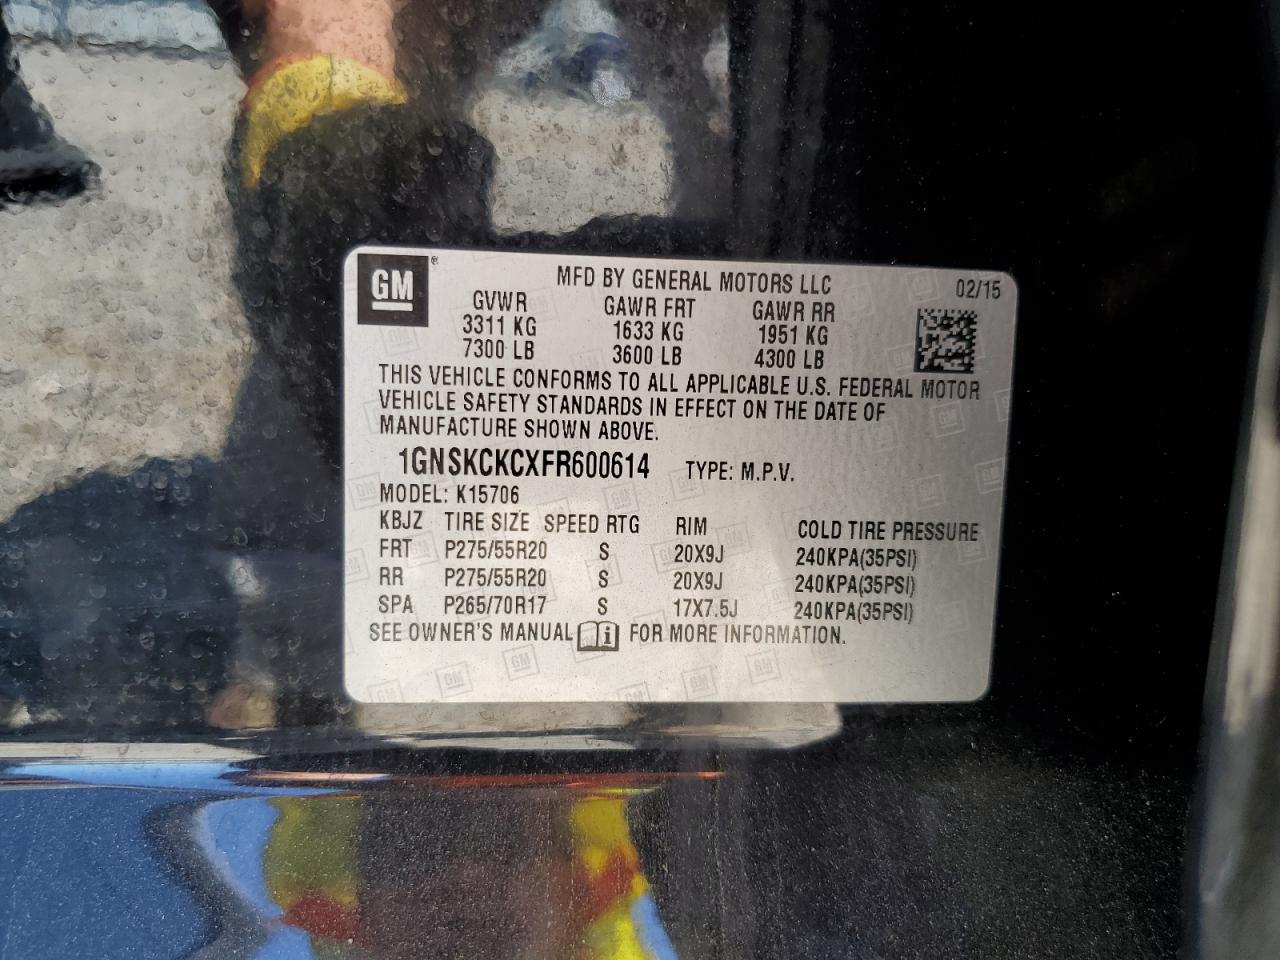 GM ®
MFD BY GENERAL MOTORS LLC 02/15
GVWR GAWR FRT GAWR RR
3311 KG 1633 KG 1951 KG
7300 LB 3600 LB 4300 LB
THIS VEHICLE CONFORMS TO ALL APPLICABLE U.S. FEDERAL MOTOR
VEHICLE SAFETY STANDARDS IN EFFECT ON THE DATE OF
MANUFACTURE SHOWN ABOVE.
1GNSKCKCXFR600614 TYPE: M.P.V.
MODEL: K15706
KBJZ TIRE SIZE SPEED RTG RIM COLD TIRE PRESSURE
FRT P275/55R20 S 20X9J 240KPA(35PSI)
RR P275/55R20 S 20X9J 240KPA(35PSI)
SPA P265/70R17 S 17X7.5J 240KPA(35PSI)
SEE OWNER'S MANUAL i FOR MORE INFORMATION.